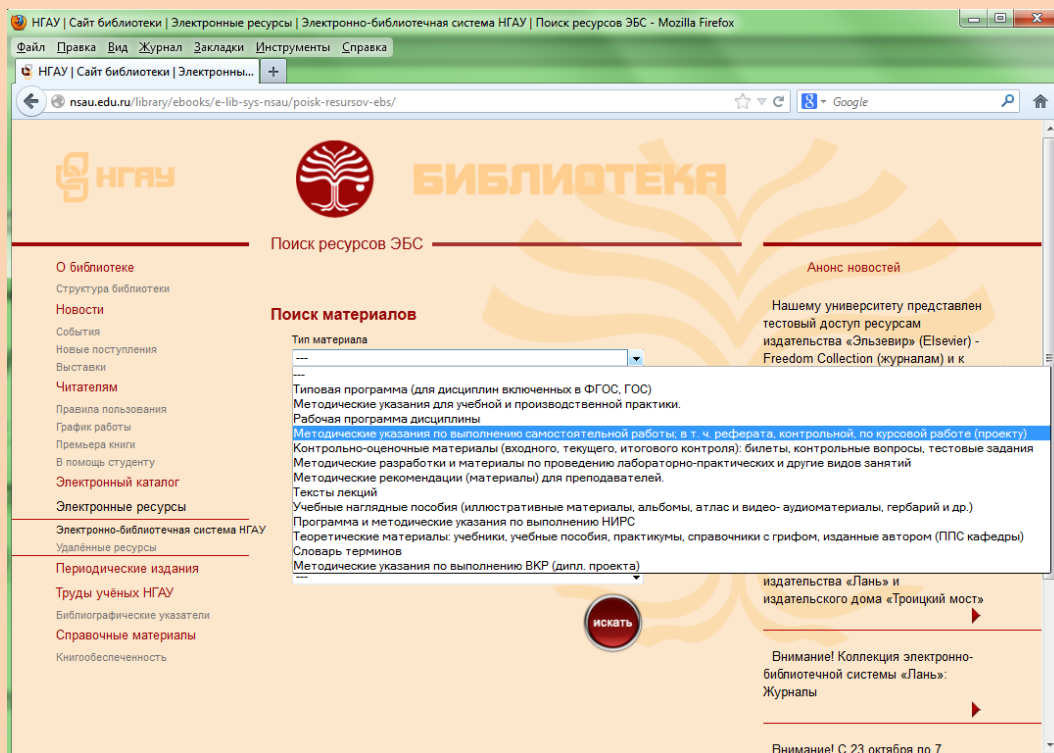 НГАУ | Сайт библиотеки | Электронные ресурсы | Электронно-библиотечная система НГАУ | Поиск ресурсов ЭБС - Mozilla Firefox
Файл Правка Вид Журнал Закладки Инструменты Справка
НГАУ | Сайт библиотеки | Электронны...
nsau.edu.ru/library/ebooks/e-lib-sys-nsau/poisk-resursov-ebs/
Google
НГАУ
БИБЛИОТЕКА
Поиск ресурсов ЭБС
О библиотеке
Структура библиотеки
Новости
События
Новые поступления
Выставки
Читателям
Правила пользования
График работы
Премьера книги
В помощь студенту
Электронный каталог
Электронные ресурсы
Электронно-библиотечная система НГАУ
Удалённые ресурсы
Периодические издания
Труды учёных НГАУ
Библиографические указатели
Справочные материалы
Книгообеспеченность
Поиск материалов
Тип материала
---
---
Типовая программа (для дисциплин включенных в ФГОС, ГОС)
Методические указания для учебной и производственной практики.
Рабочая программа дисциплины
Методические указания по выполнению самостоятельной работы; в т. ч. реферата, контрольной, по курсовой работе (проекту)
Контрольно-оценочные материалы (входного, текущего, итогового контроля): билеты, контрольные вопросы, тестовые задания
Методические разработки и материалы по проведению лабораторно-практических и другие видов занятий
Методические рекомендации (материалы) для преподавателей.
Тексты лекций
Учебные наглядные пособия (иллюстративные материалы, альбомы, атлас и видео- аудиоматериалы, гербарий и др.)
Программа и методические указания по выполнению НИРС
Теоретические материалы: учебники, учебные пособия, практикумы, справочники с грифом, изданные автором (ППС кафедры)
Словарь терминов
Методические указания по выполнению ВКР (дипл. проекта)
---
искать
Анонс новостей
Нашему университету представлен
тестовый доступ ресурсам
издательства «Эльзевир» (Elsevier) -
Freedom Collection (журналам) и к
издательства «Лань» и
издательского дома «Троицкий мост»
Внимание! Коллекция электронно-
библиотечной системы «Лань»:
Журналы
Внимание! С 23 октября по 7